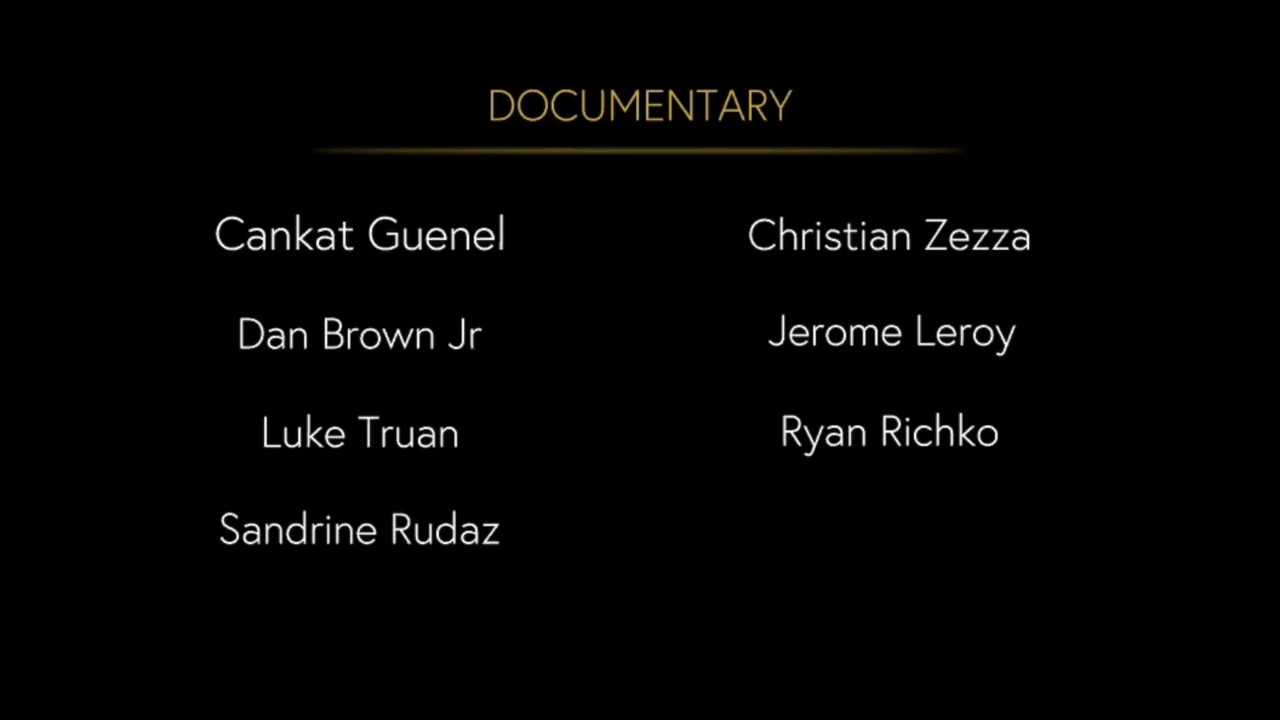 DOCUMENTARY
Cankat Guenel
Christian Zezza
Dan Brown Jr
Jerome Leroy
Luke Truan
Ryan Richko
Sandrine Rudaz